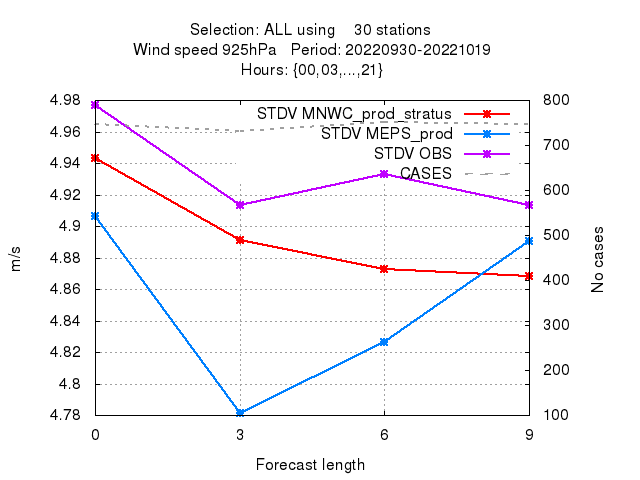 Selection: ALL using    30 stations
Wind speed 925hPa   Period: 20220930-20221019
Hours: {00,03,...,21}
STDV MNWC_prod_stratus
STDV MEPS_prod
STDV OBS
CASES
4.98
4.96
4.94
4.92
4.9
4.88
4.86
4.84
4.82
4.8
4.78
m/s
800
700
600
500
400
300
200
100
No cases
0 3 6 9
Forecast length